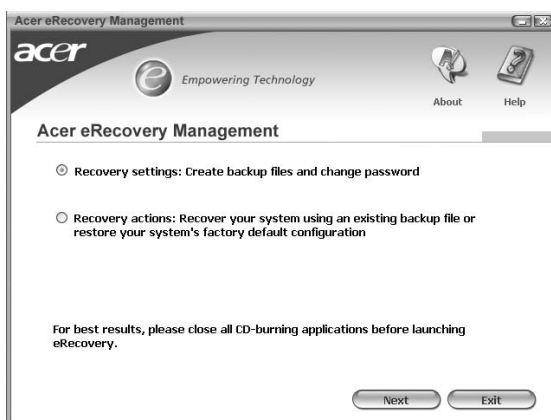 Acer eRecovery Management
acer
e Empowering Technology
About Help
Acer eRecovery Management
Recovery settings: Create backup files and change password
Recovery actions: Recover your system using an existing backup file or
restore your system's factory default configuration
For best results, please close all CD-burning applications before launching
eRecovery.
Next Exit